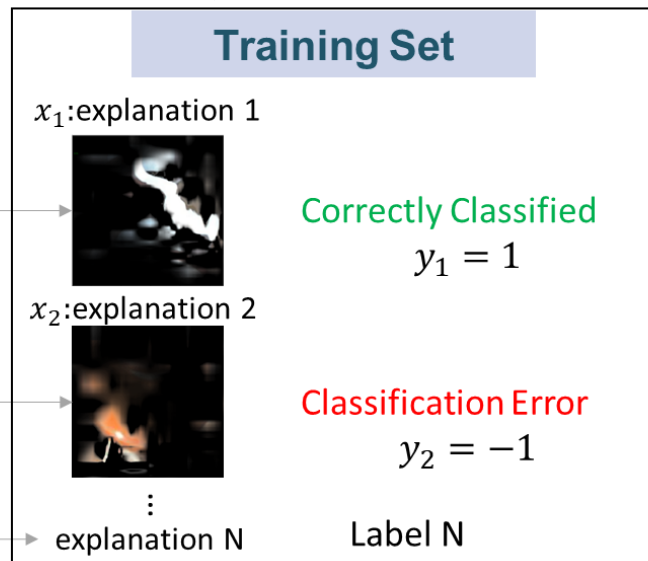 Training Set
x₁:explanation 1
Correctly Classified
y₁ = 1
x₂:explanation 2
Classification Error
y₂ = −1
⋮
explanation N Label N